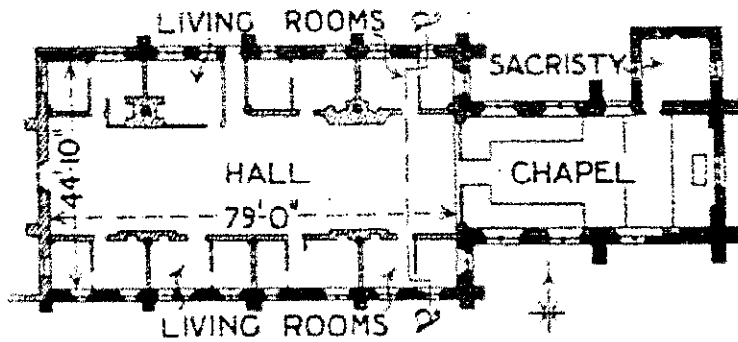 LIVING ROOMS
SACRISTY
44'·10"
HALL
CHAPEL
79'·0"
LIVING ROOMS